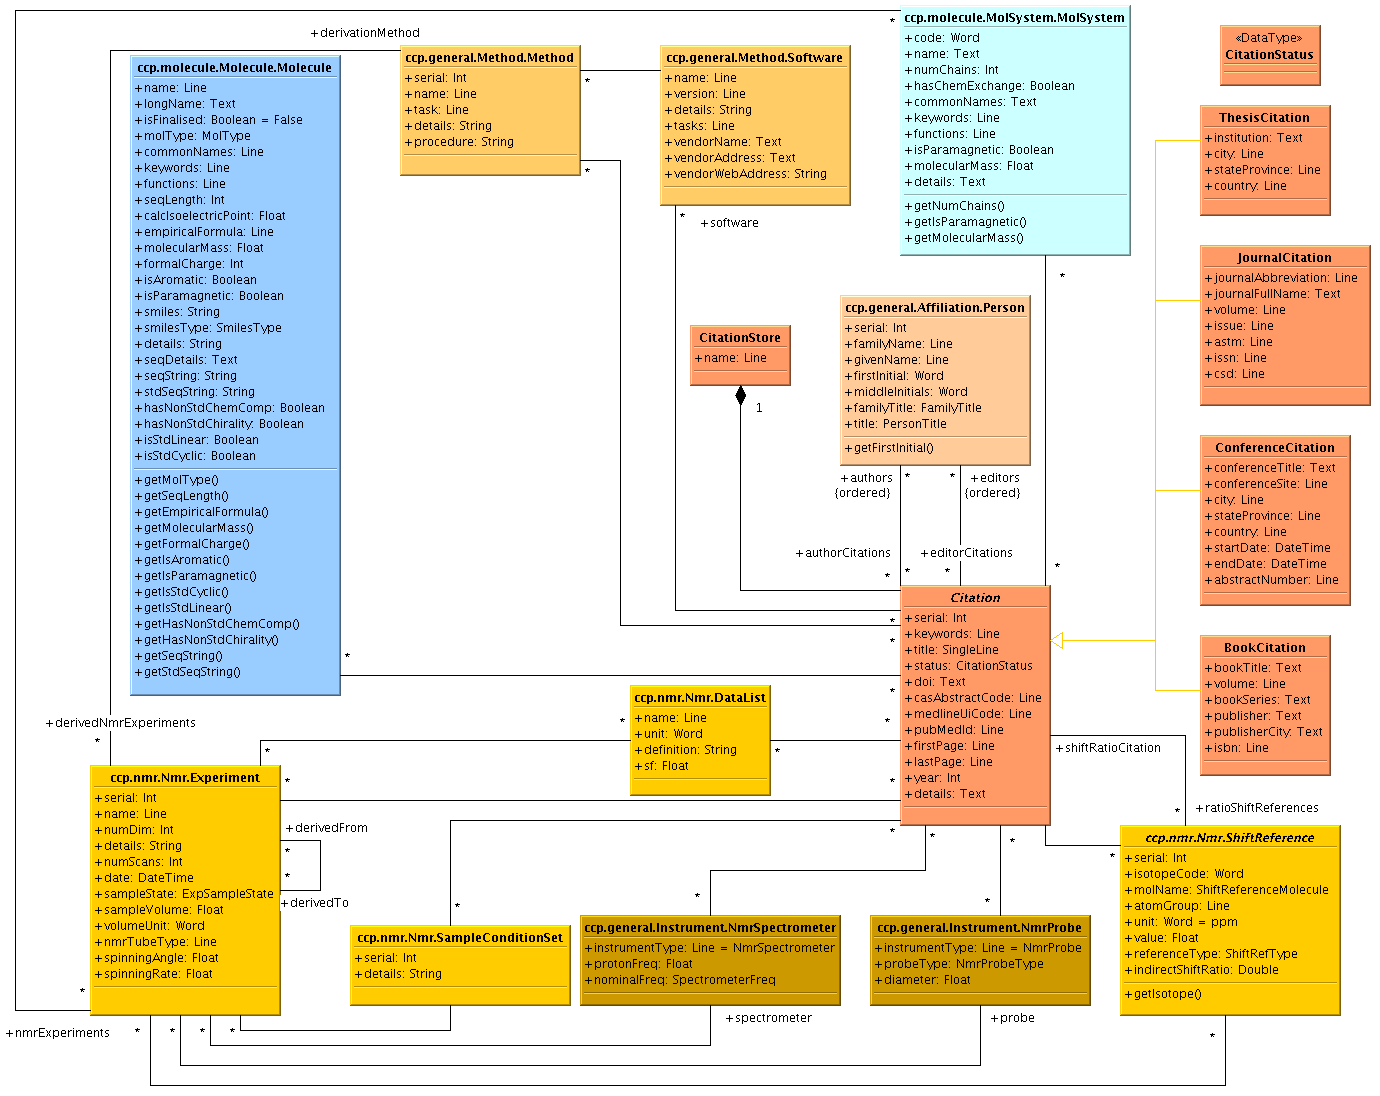 +derivationMethod
ccp.molecule.Molecule.Molecule
+name: Line
+longName: Text
+isFinalised: Boolean = False
+molType: MolType
+commonNames: Line
+keywords: Line
+functions: Line
+seqLength: Int
+calcIsoelectricPoint: Float
+empiricalFormula: Line
+molecularMass: Float
+formalCharge: Int
+isAromatic: Boolean
+isParamagnetic: Boolean
+smiles: String
+smilesType: SmilesType
+details: String
+seqDetails: Text
+seqString: String
+stdSeqString: String
+hasNonStdChemComp: Boolean
+hasNonStdChirality: Boolean
+isStdLinear: Boolean
+isStdCyclic: Boolean
+getMolType()
+getSeqLength()
+getEmpiricalFormula()
+getMolecularMass()
+getFormalCharge()
+getIsAromatic()
+getIsParamagnetic()
+getIsStdCyclic()
+getIsStdLinear()
+getHasNonStdChemComp()
+getHasNonStdChirality()
+getSeqString()
+getStdSeqString()
*
ccp.general.Method.Method
+serial: Int
+name: Line
+task: Line
+details: String
+procedure: String
*
*
ccp.general.Method.Software
+name: Line
+version: Line
+details: String
+tasks: Line
+vendorName: Text
+vendorAddress: Text
+vendorWebAddress: String
*
+software
*
ccp.molecule.MolSystem.MolSystem
+code: Word
+name: Text
+numChains: Int
+hasChemExchange: Boolean
+commonNames: Text
+keywords: Line
+functions: Line
+isParamagnetic: Boolean
+molecularMass: Float
+details: Text
+getNumChains()
+getIsParamagnetic()
+getMolecularMass()
*
«DataType»
CitationStatus
ThesisCitation
+institution: Text
+city: Line
+stateProvince: Line
+country: Line
JournalCitation
+journalAbbreviation: Line
+journalFullName: Text
+volume: Line
+issue: Line
+astm: Line
+issn: Line
+csd: Line
ConferenceCitation
+conferenceTitle: Text
+conferenceSite: Line
+city: Line
+stateProvince: Line
+country: Line
+startDate: DateTime
+endDate: DateTime
+abstractNumber: Line
BookCitation
+bookTitle: Text
+volume: Line
+bookSeries: Text
+publisher: Text
+publisherCity: Text
+isbn: Line
CitationStore
+name: Line
1
ccp.general.Affiliation.Person
+serial: Int
+familyName: Line
+givenName: Line
+firstInitial: Word
+middleInitials: Word
+familyTitle: FamilyTitle
+title: PersonTitle
+getFirstInitial()
+authors
{ordered}
*
*
+editors
{ordered}
+authorCitations
*
+editorCitations
*
*
*
Citation
+serial: Int
+keywords: Line
+title: SingleLine
+status: CitationStatus
+doi: Text
+casAbstractCode: Line
+medlineUiCode: Line
+pubMedId: Line
+firstPage: Line
+lastPage: Line
+year: Int
+details: Text
*
*
*
*
*
*
*
*
+shiftRatioCitation
*
+ratioShiftReferences
*
ccp.nmr.Nmr.DataList
+name: Line
+unit: Word
+definition: String
+sf: Float
*
*
+derivedNmrExperiments
*
*
*
ccp.nmr.Nmr.Experiment
+serial: Int
+name: Line
+numDim: Int
+details: String
+numScans: Int
+date: DateTime
+sampleState: ExpSampleState
+sampleVolume: Float
+volumeUnit: Word
+nmrTubeType: Line
+spinningAngle: Float
+spinningRate: Float
+derivedFrom
*
*
+derivedTo
*
+nmrExperiments
*
*
*
*
*
ccp.nmr.Nmr.SampleConditionSet
+serial: Int
+details: String
*
ccp.general.Instrument.NmrSpectrometer
+instrumentType: Line = NmrSpectrometer
+protonFreq: Float
+nominalFreq: SpectrometerFreq
+spectrometer
*
ccp.general.Instrument.NmrProbe
+instrumentType: Line = NmrProbe
+probeType: NmrProbeType
+diameter: Float
+probe
ccp.nmr.Nmr.ShiftReference
+serial: Int
+isotopeCode: Word
+molName: ShiftReferenceMolecule
+atomGroup: Line
+unit: Word = ppm
+value: Float
+referenceType: ShiftRefType
+indirectShiftRatio: Double
+getIsotope()
*